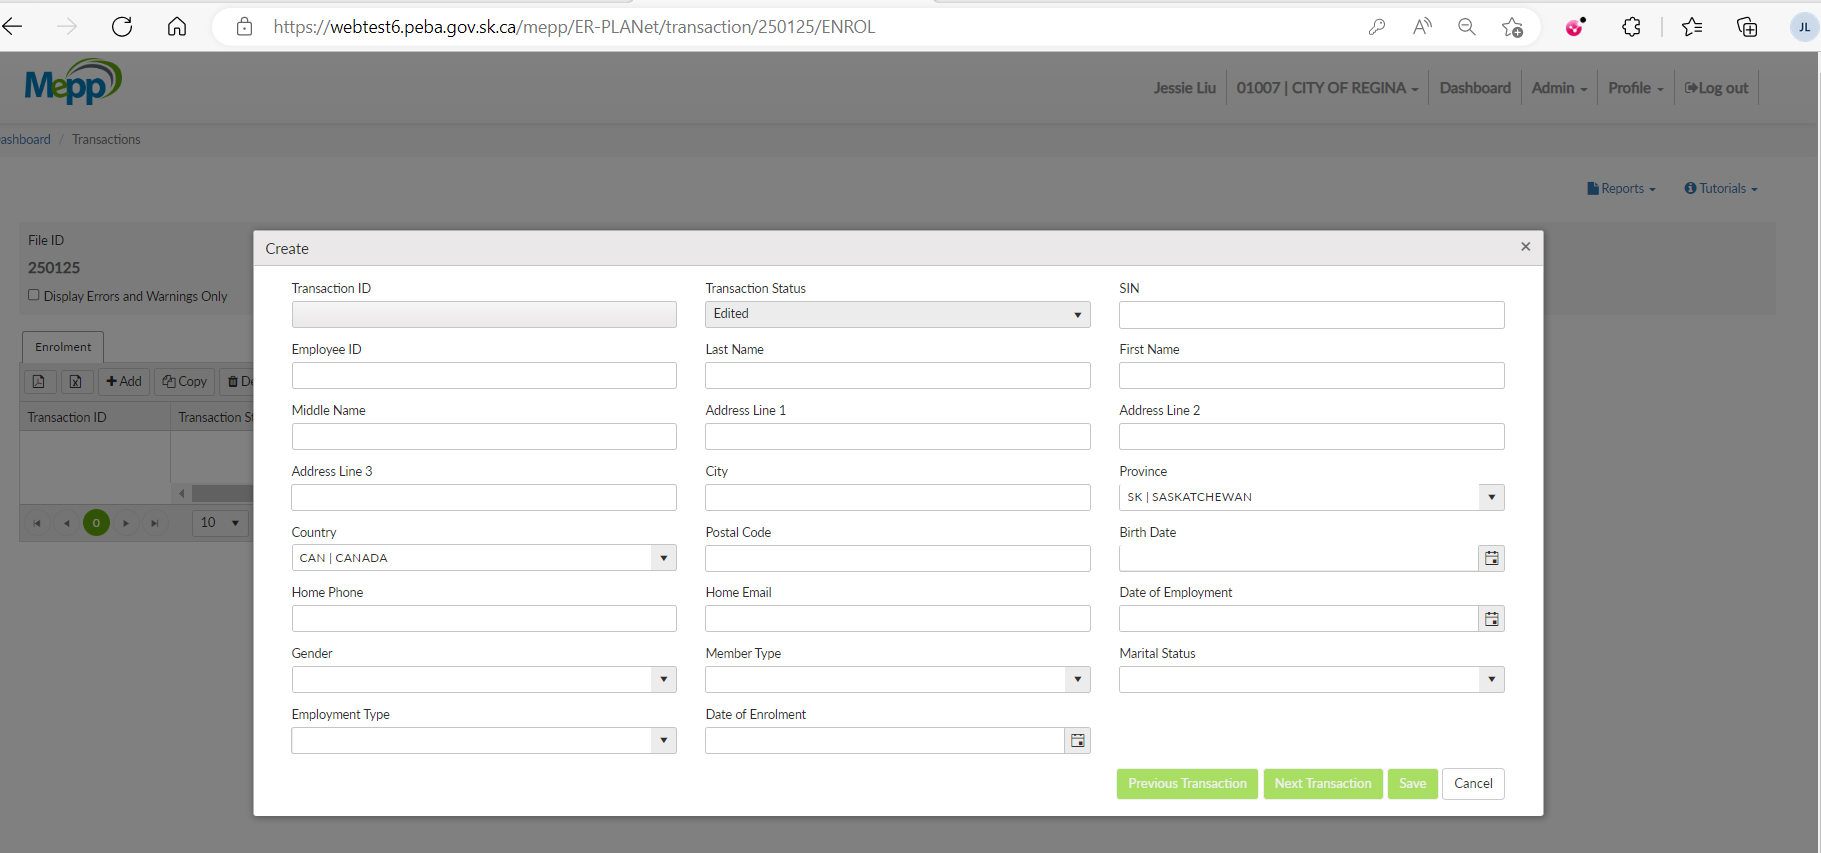 https://webtest6.peba.gov.sk.ca/mepp/ER-PLANet/transaction/250125/ENROL
JL
Mepp
Jessie Liu
01007 | CITY OF REGINA
Dashboard
Admin
Profile
Log out
ashboard / Transactions
Reports
Tutorials
File ID
250125
Display Errors and Warnings Only
Enrolment
Add
Copy
De
Transaction ID
Transaction St
0
10
Create
Transaction ID
Transaction Status
SIN
Edited
Employee ID
Last Name
First Name
Middle Name
Address Line 1
Address Line 2
Address Line 3
City
Province
SK | SASKATCHEWAN
Country
Postal Code
Birth Date
CAN | CANADA
Home Phone
Home Email
Date of Employment
Gender
Member Type
Marital Status
Employment Type
Date of Enrolment
Previous Transaction
Next Transaction
Save
Cancel